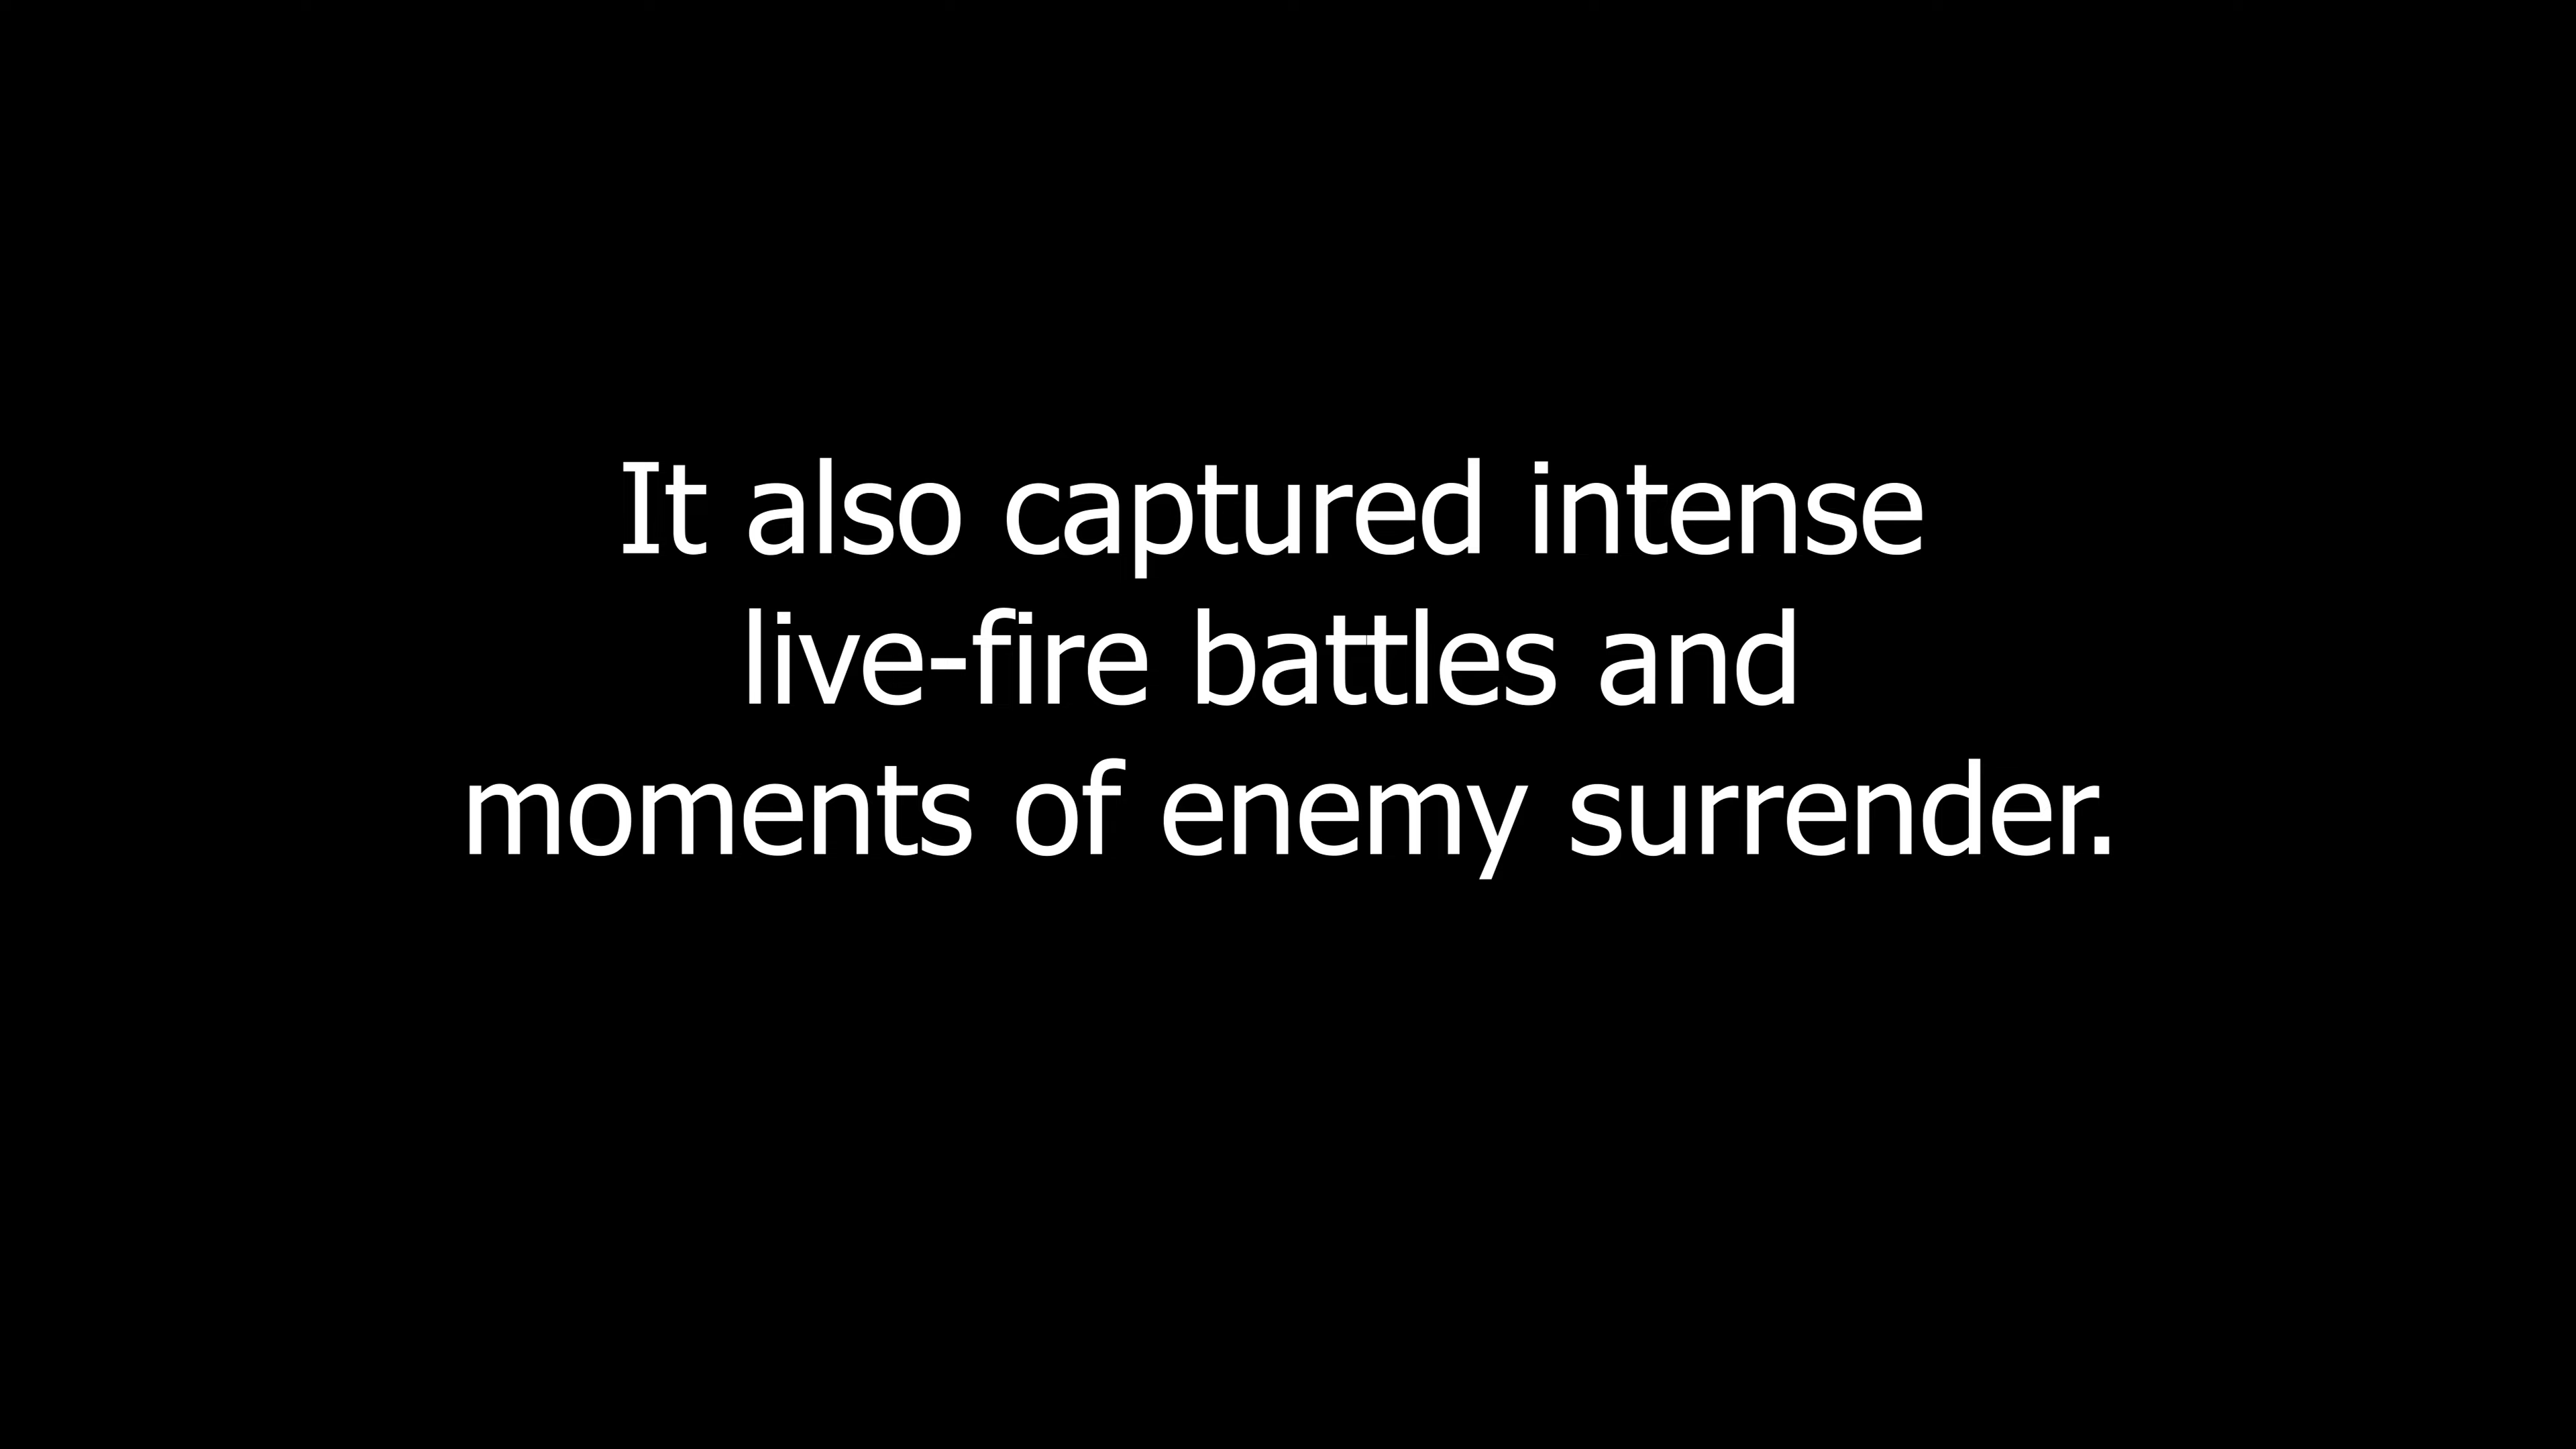 It also captured intense
live-fire battles and
moments of enemy surrender.